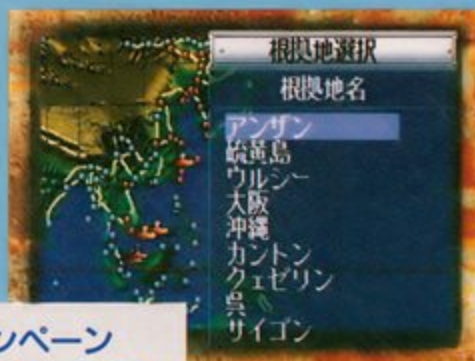 根拠地選択
根拠地名
アンザン
硫黄島
ウルシー
大阪
沖縄
カントン
クェゼリン
呉
サイゴン
ンペーン